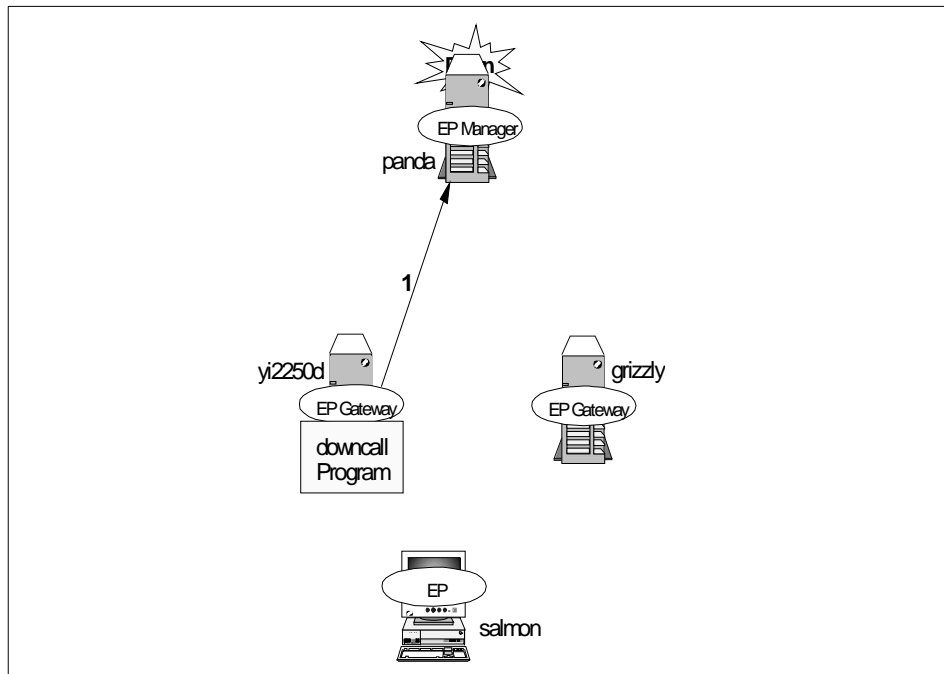 EP Manager
panda
1
yi2250d
grizzly
EP Gateway
EP Gateway
downcall
Program
EP
salmon